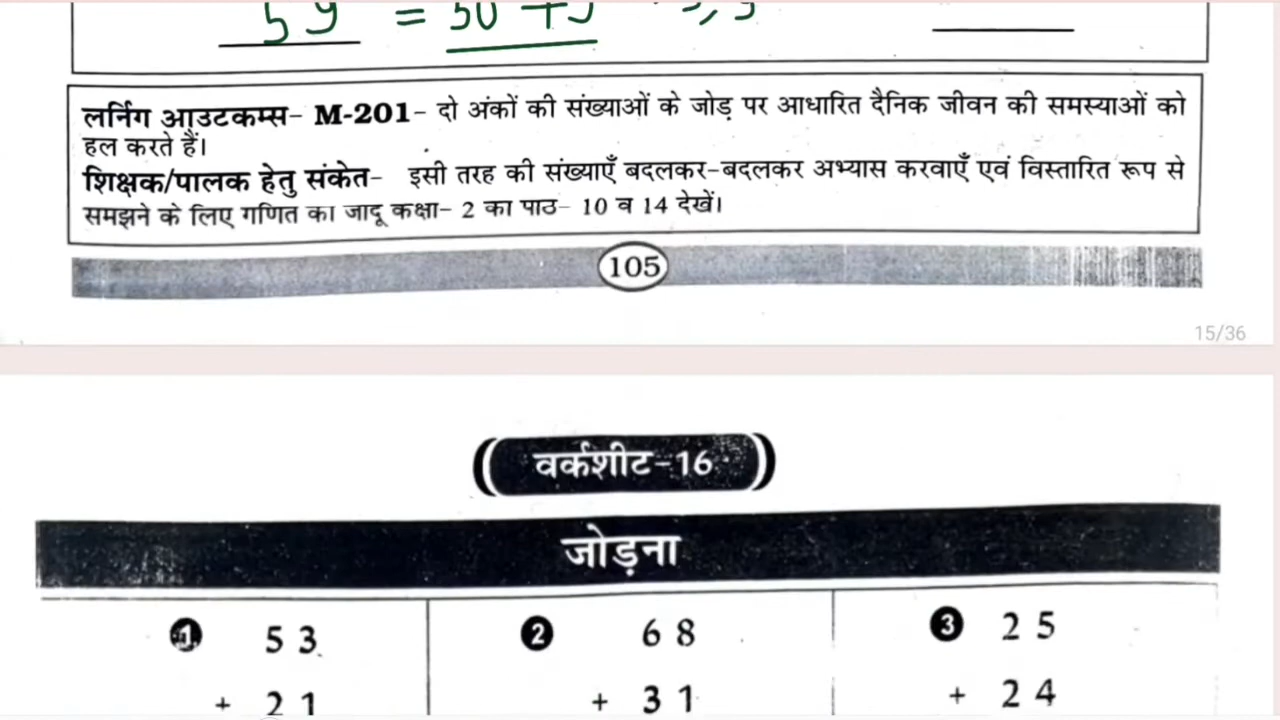 59 = 50 +
लर्निंग आउटकम्स- M-201- दो अंकों की संख्याओं के जोड़ पर आधारित दैनिक जीवन की समस्याओं को
हल करते हैं।
शिक्षक/पालक हेतु संकेत- इसी तरह की संख्याएँ बदलकर-बदलकर अभ्यास करवाएँ एवं विस्तारित रूप से
समझने के लिए गणित का जादू कक्षा- 2 का पाठ- 10 व 14 देखें।
105
15/36
वर्कशीट-16
जोड़ना
1 53 2 68 3 25
+ 21 + 31 + 24